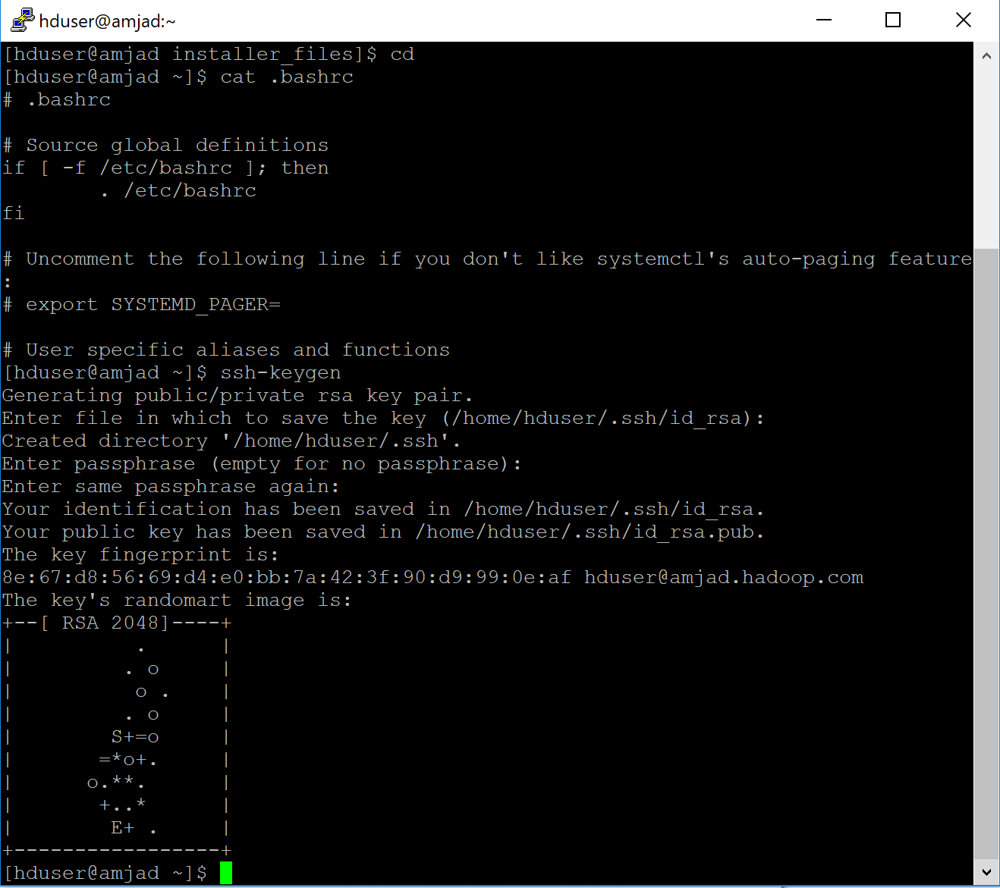 hduser@amjad:~
[hduser@amjad installer_files]$ cd
[hduser@amjad ~]$ cat .bashrc
# .bashrc

# Source global definitions
if [ -f /etc/bashrc ]; then
        . /etc/bashrc
fi

# Uncomment the following line if you don't like systemctl's auto-paging feature
:
# export SYSTEMD_PAGER=

# User specific aliases and functions
[hduser@amjad ~]$ ssh-keygen
Generating public/private rsa key pair.
Enter file in which to save the key (/home/hduser/.ssh/id_rsa):
Created directory '/home/hduser/.ssh'.
Enter passphrase (empty for no passphrase):
Enter same passphrase again:
Your identification has been saved in /home/hduser/.ssh/id_rsa.
Your public key has been saved in /home/hduser/.ssh/id_rsa.pub.
The key fingerprint is:
8e:67:d8:56:69:d4:e0:bb:7a:42:3f:90:d9:99:0e:af hduser@amjad.hadoop.com
The key's randomart image is:
+--[ RSA 2048]----+
|          .      |
|         . o     |
|          o .    |
|         . o     |
|        S+=o     |
|       =*o+.     |
|      o.**.      |
|       +..*      |
|        E+ .     |
+-----------------+
[hduser@amjad ~]$